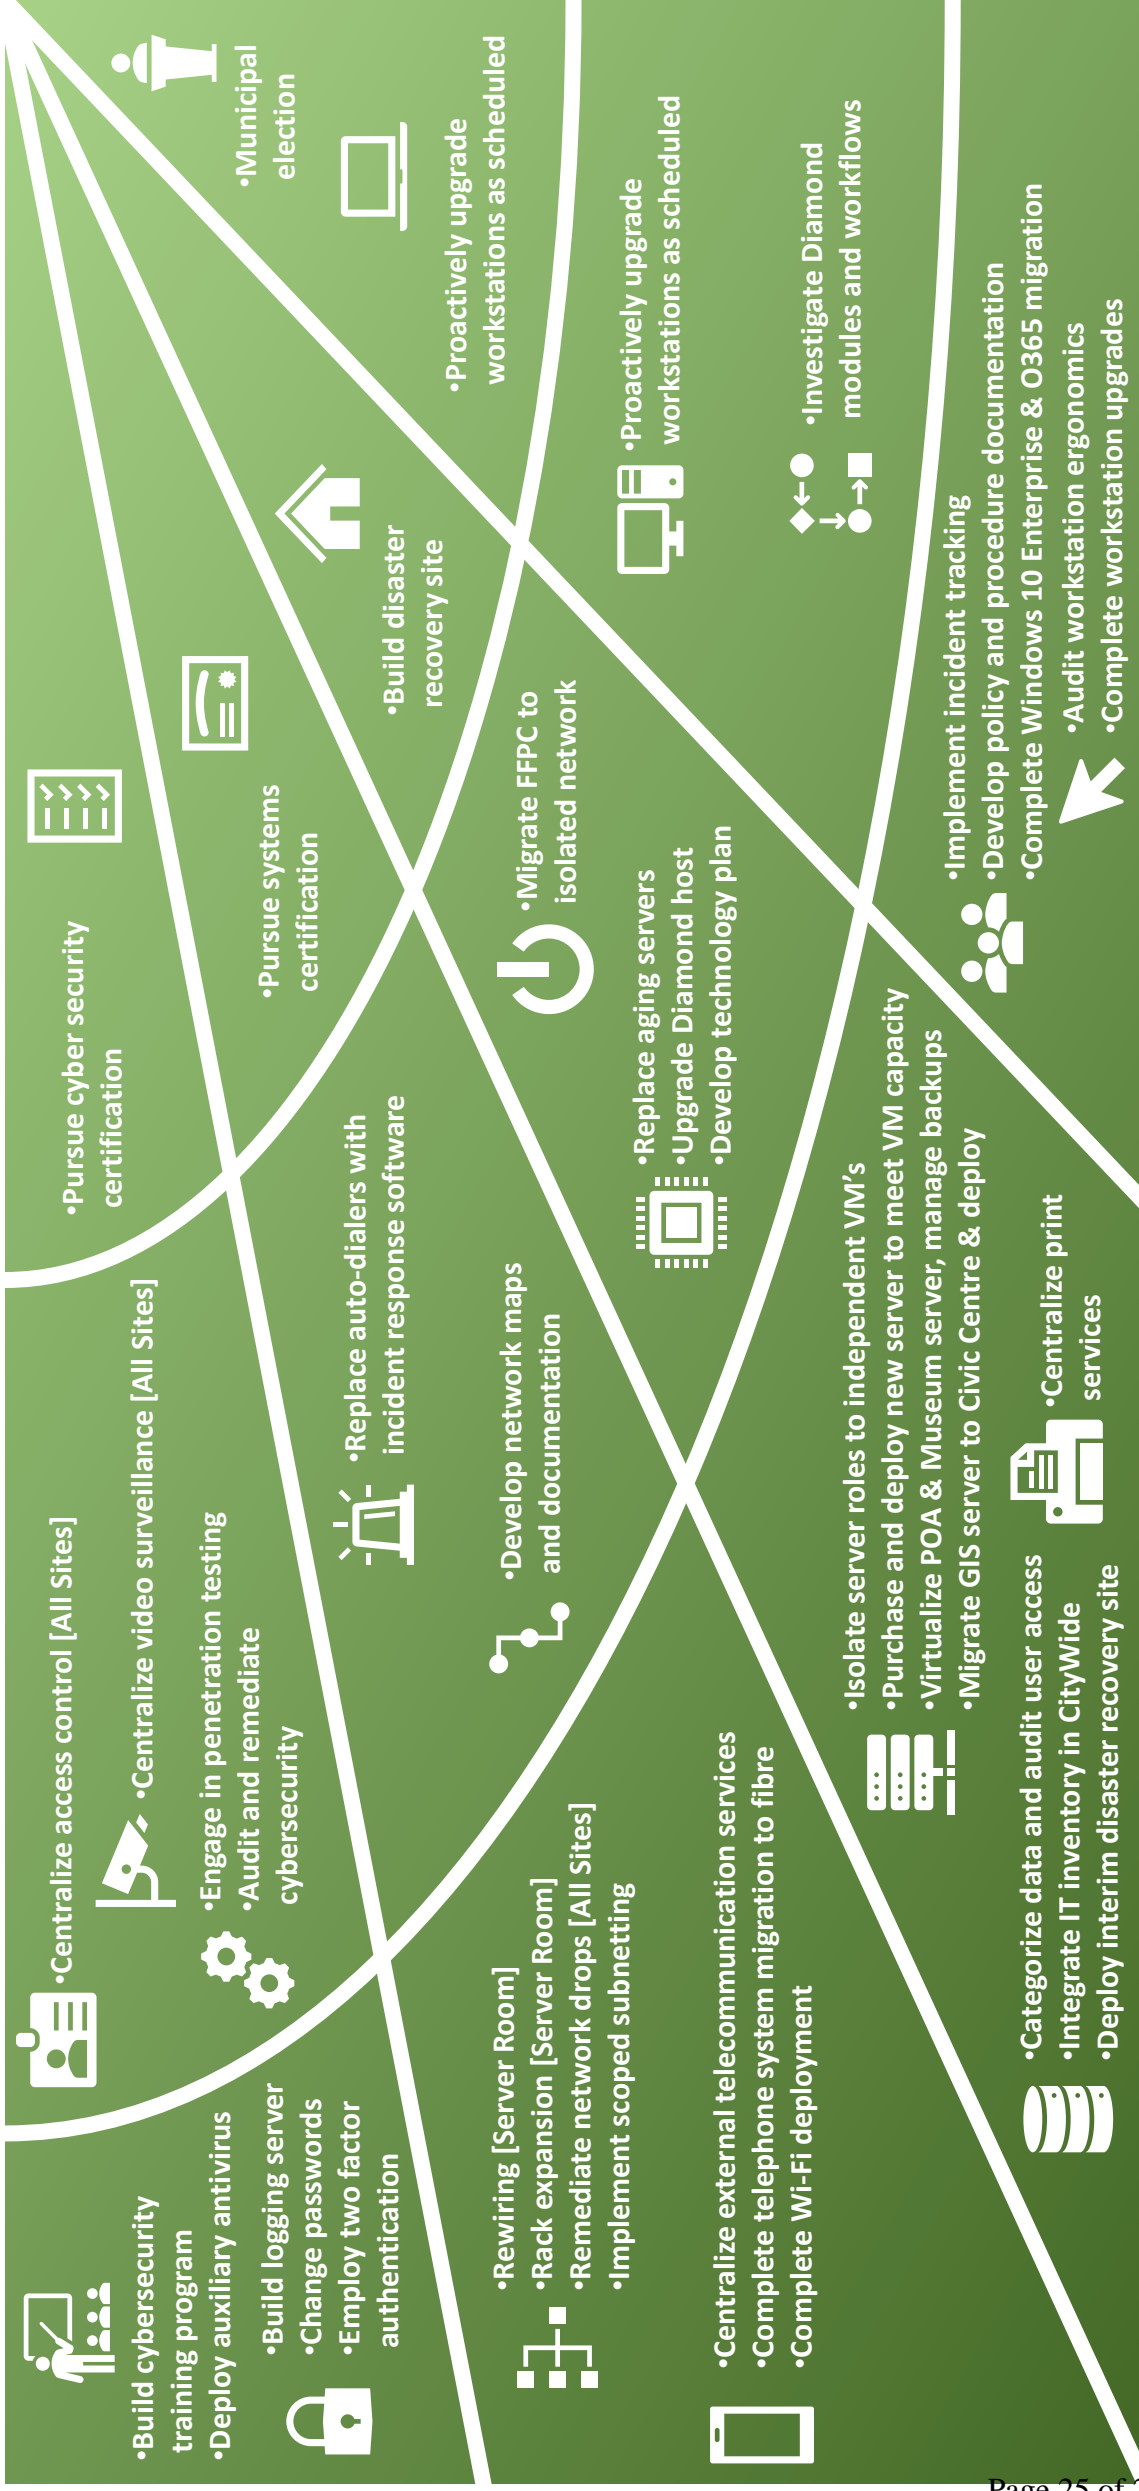 •Build cybersecurity
training program
•Deploy auxiliary antivirus
•Build logging server
•Change passwords
•Employ two factor
authentication
•Centralize access control [All Sites]
•Centralize video surveillance [All Sites]
•Engage in penetration testing
•Audit and remediate
cybersecurity
•Pursue cyber security
certification
•Rewiring [Server Room]
•Rack expansion [Server Room]
•Remediate network drops [All Sites]
•Implement scoped subnetting
•Centralize external telecommunication services
•Complete telephone system migration to fibre
•Complete Wi-Fi deployment
•Replace auto-dialers with
incident response software
•Develop network maps
and documentation
•Pursue systems
certification
•Isolate server roles to independent VM's
•Purchase and deploy new server to meet VM capacity
•Virtualize POA & Museum server, manage backups
•Migrate GIS server to Civic Centre & deploy
•Categorize data and audit user access
•Integrate IT inventory in CityWide
•Deploy interim disaster recovery site
•Centralize print
services
•Migrate FFPC to
isolated network
•Replace aging servers
•Upgrade Diamond host
•Develop technology plan
•Build disaster
recovery site
•Implement incident tracking
•Develop policy and procedure documentation
•Complete Windows 10 Enterprise & O365 migration
•Audit workstation ergonomics
•Complete workstation upgrades
•Proactively upgrade
workstations as scheduled
•Investigate Diamond
modules and workflows
•Municipal
election
•Proactively upgrade
workstations as scheduled
Page 25 of